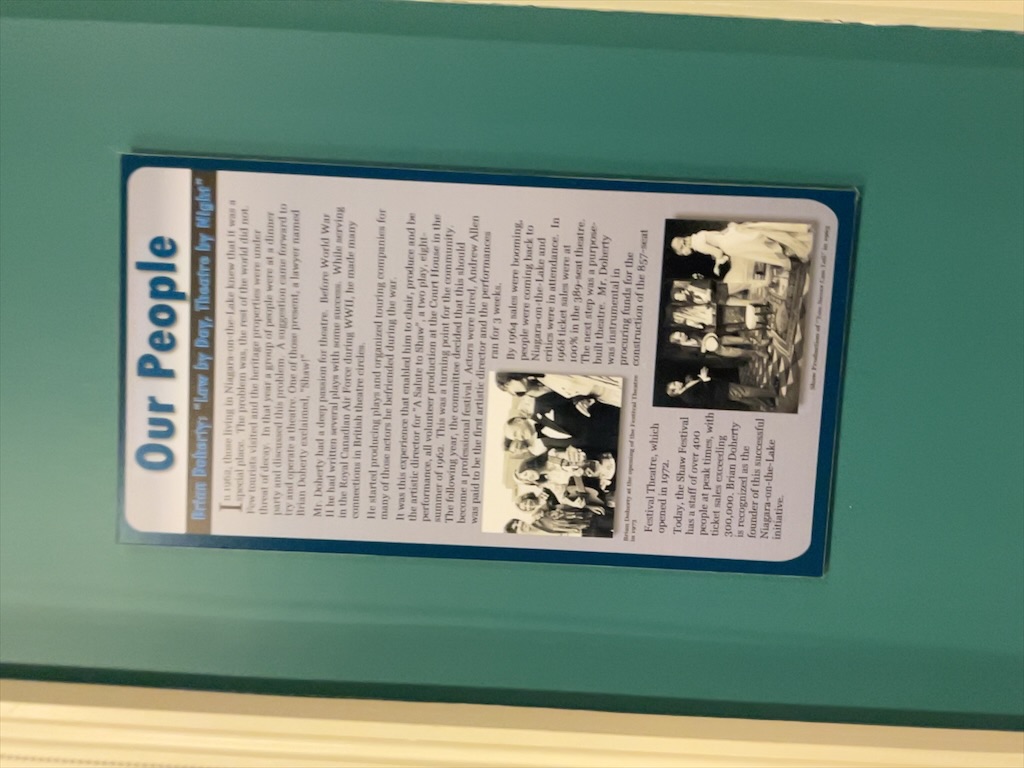 Our People
Brian Doherty: "Law by Day, Theatre by Night"
In 1962, those living in Niagara-on-the-Lake knew that it was a
special place. The problem was, the rest of the world did not.
Few tourists visited and the heritage properties were under
threat of decay. In that year a group of people were at a dinner
party and discussed this problem. A suggestion came forward to
try and operate a theatre. One of those present, a lawyer named
Brian Doherty exclaimed, "Shaw!"
Mr. Doherty had a deep passion for theatre. Before World War
II he had written several plays with some success. While serving
in the Royal Canadian Air Force during WWII, he made many
connections in British theatre circles.
He started producing plays and organized touring companies for
many of those actors he befriended during the war.
It was this experience that enabled him to chair, produce and be
the artistic director for "A Salute to Shaw", a two play, eight-
performance, all volunteer production at the Court House in the
summer of 1962. This was a turning point for the community.
The following year, the committee decided that this should
become a professional festival. Actors were hired, Andrew Allen
was paid to be the first artistic director and the performances
ran for 3 weeks.
By 1964 sales were booming,
people were coming back to
Niagara-on-the-Lake and
critics were in attendance. In
1968 ticket sales were at
100% in the 389-seat theatre.
The next step was a purpose-
built theatre. Mr. Doherty
was instrumental in
procuring funds for the
construction of the 857-seat
Brian Doherty at the opening of the Festival Theatre
in 1973
Festival Theatre, which
opened in 1972.
Today, the Shaw Festival
has a staff of over 400
people at peak times, with
ticket sales exceeding
300,000. Brian Doherty
is recognized as the
founder of this successful
Niagara-on-the-Lake
initiative.
Shaw Production of "You Never Can Tell" in 1963